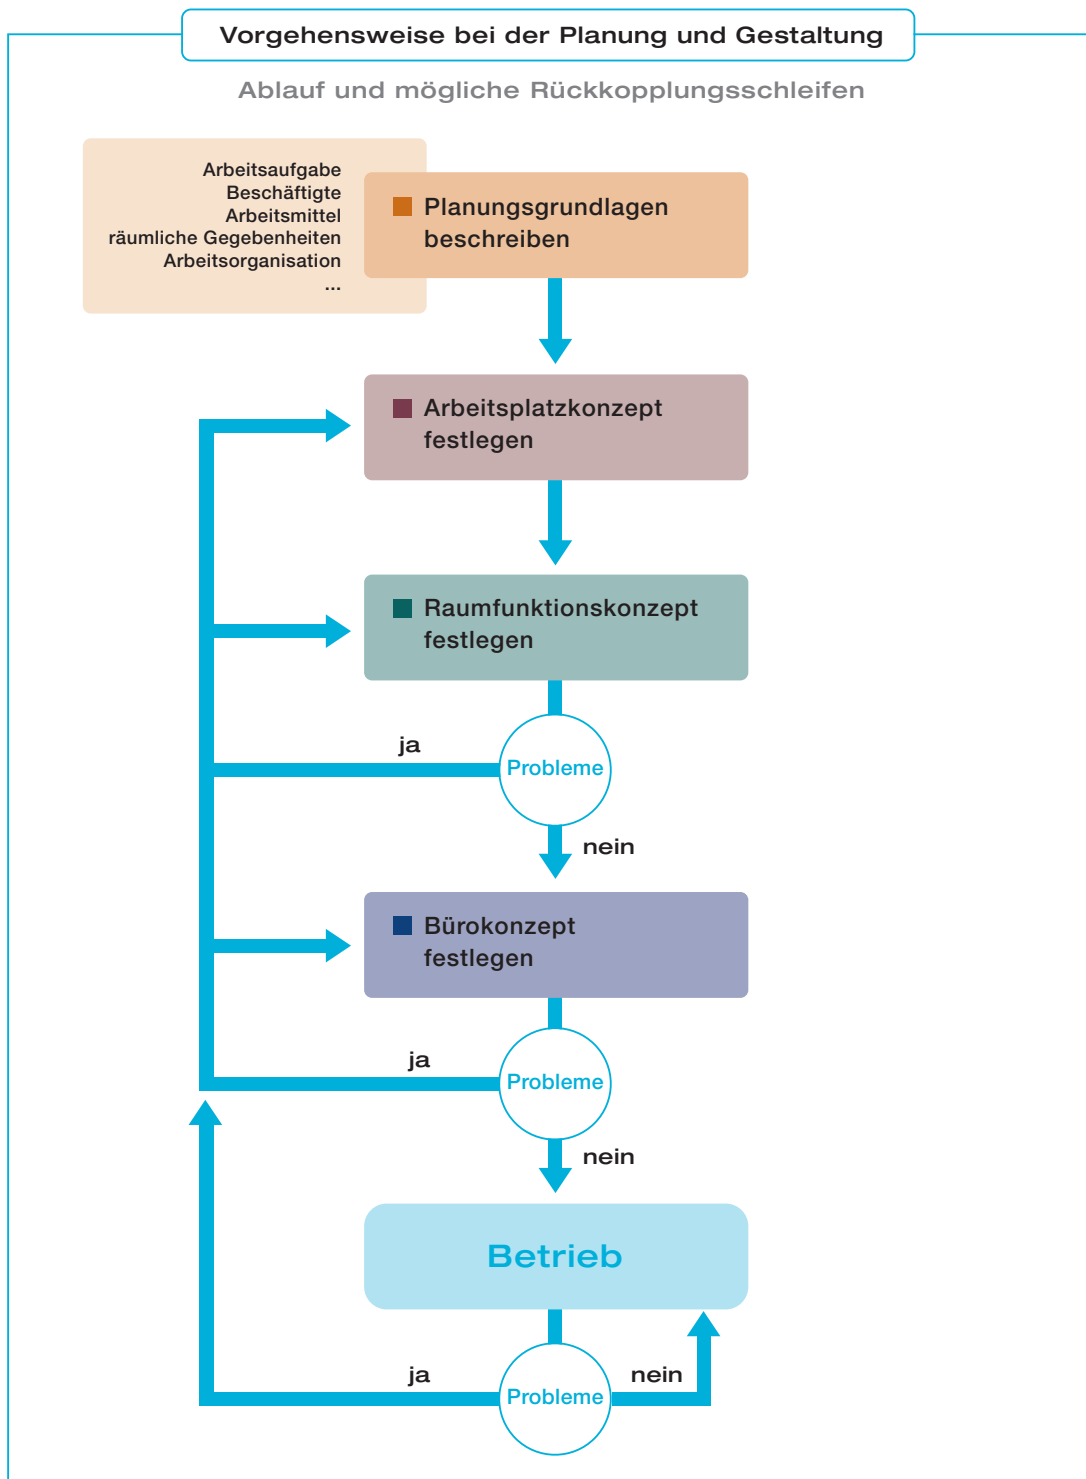 Vorgehensweise bei der Planung und Gestaltung
Ablauf und mögliche Rückkopplungsschleifen
Arbeitsaufgabe
Beschäftigte
Arbeitsmittel
räumliche Gegebenheiten
Arbeitsorganisation
...
Planungsgrundlagen
beschreiben
Arbeitsplatzkonzept
festlegen
Raumfunktionskonzept
festlegen
ja
Probleme
nein
Bürokonzept
festlegen
ja
Probleme
nein
Betrieb
ja
Probleme
nein